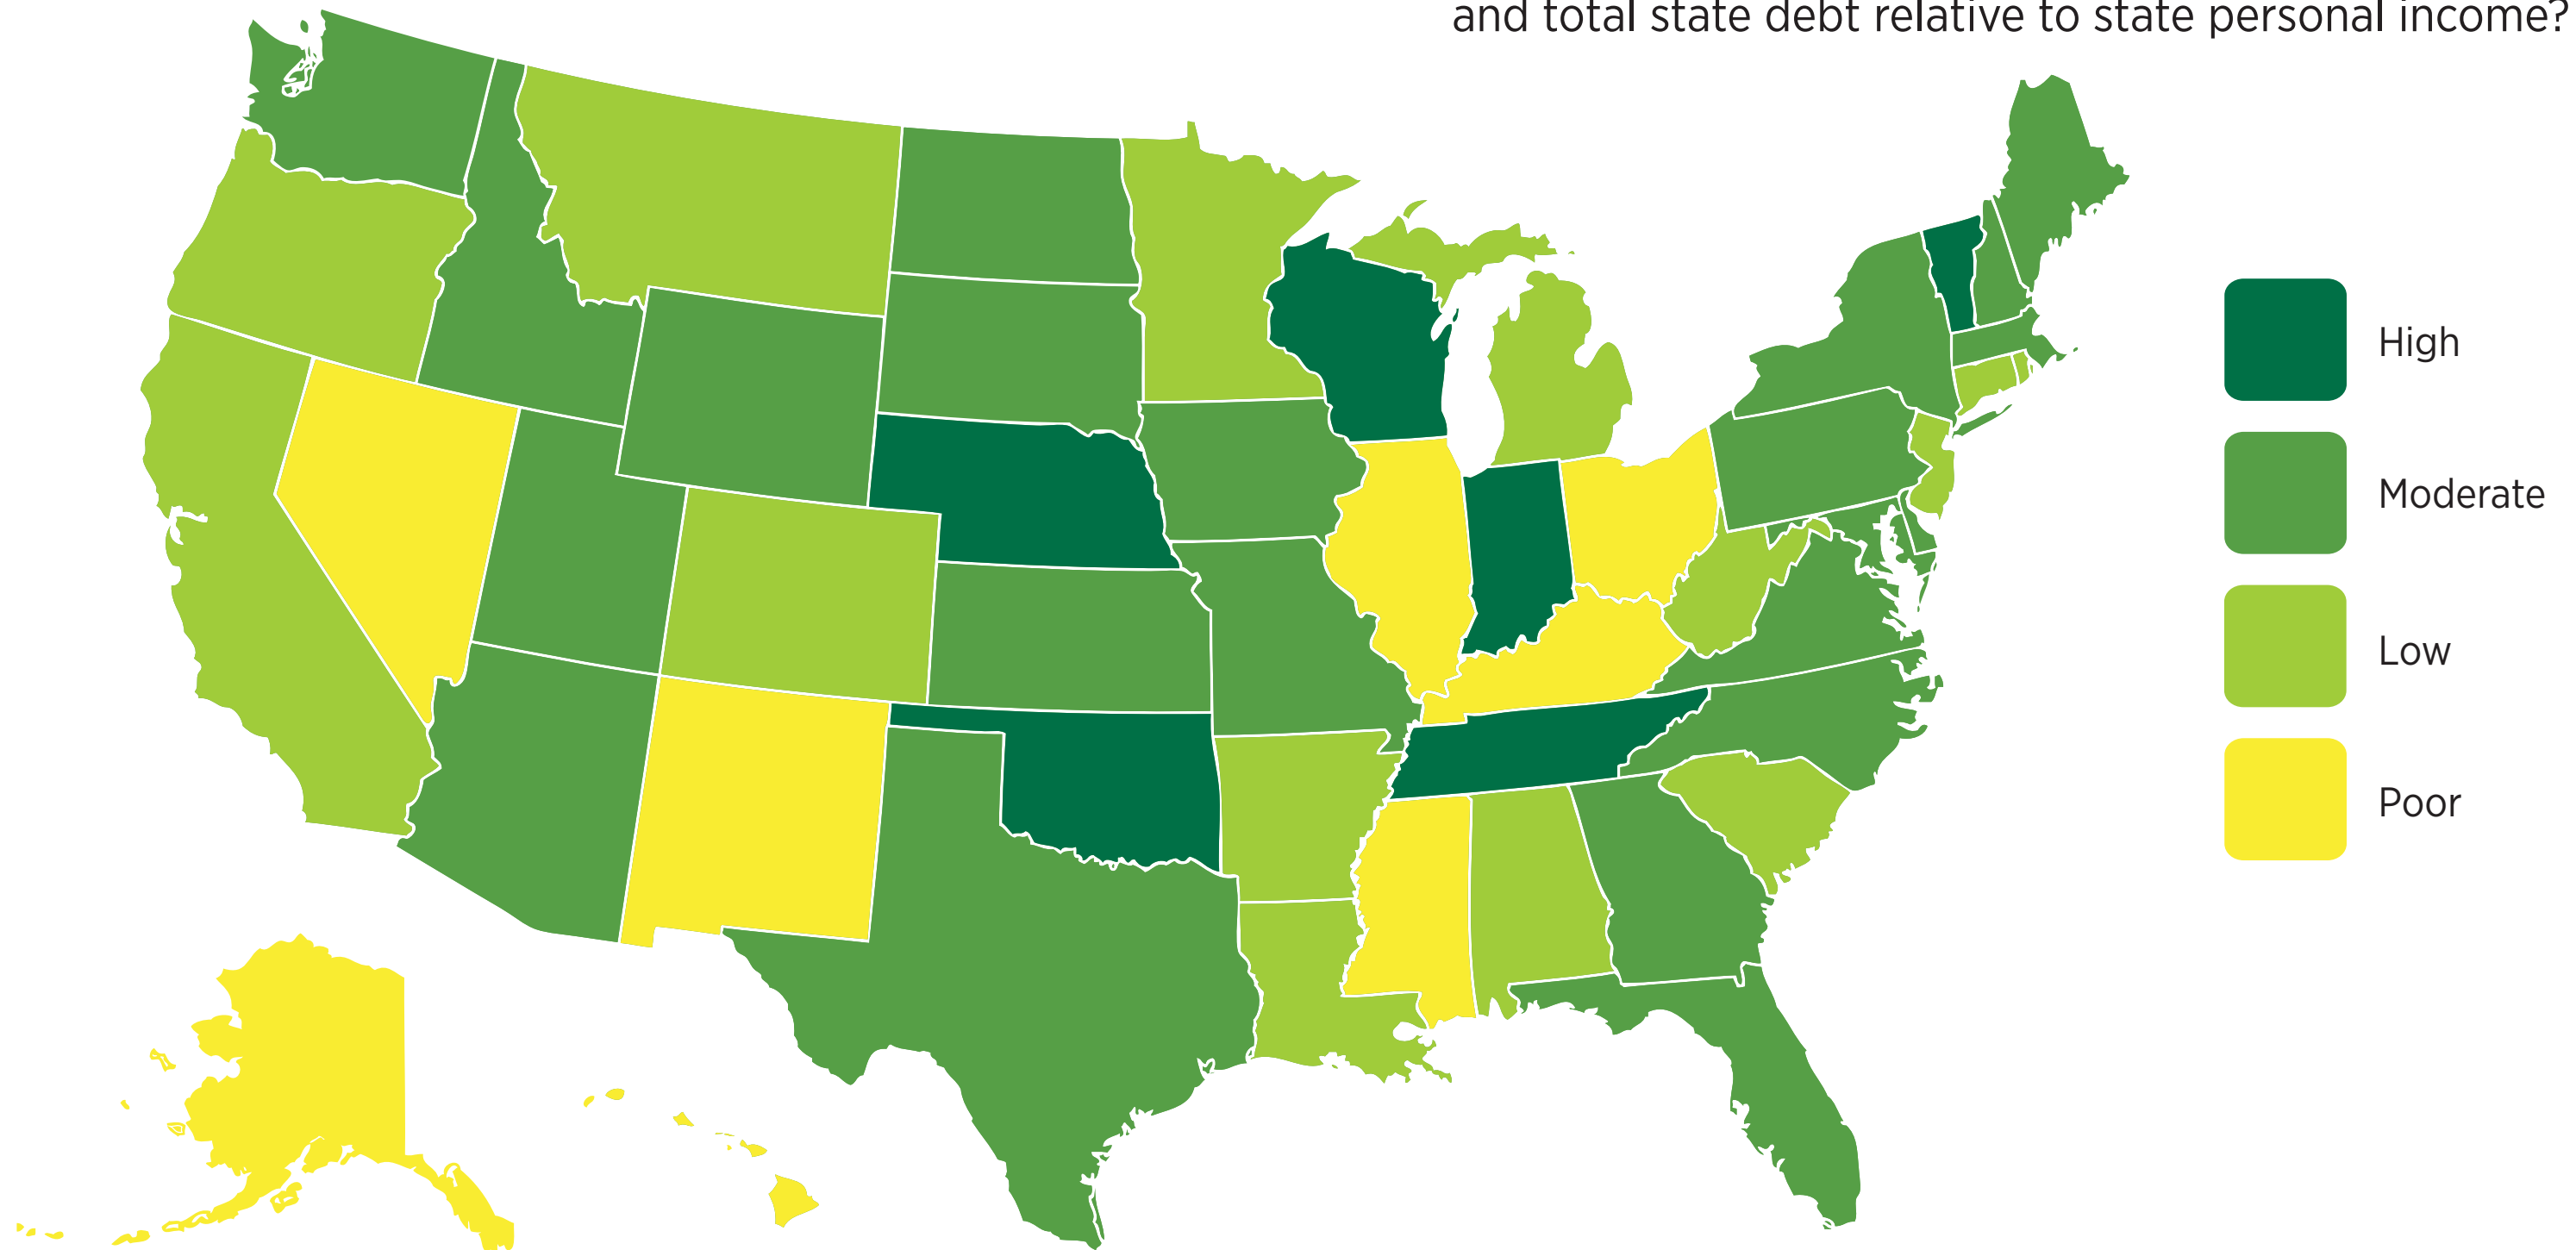 and total state debt relative to state personal income?
High
Moderate
Low
Poor